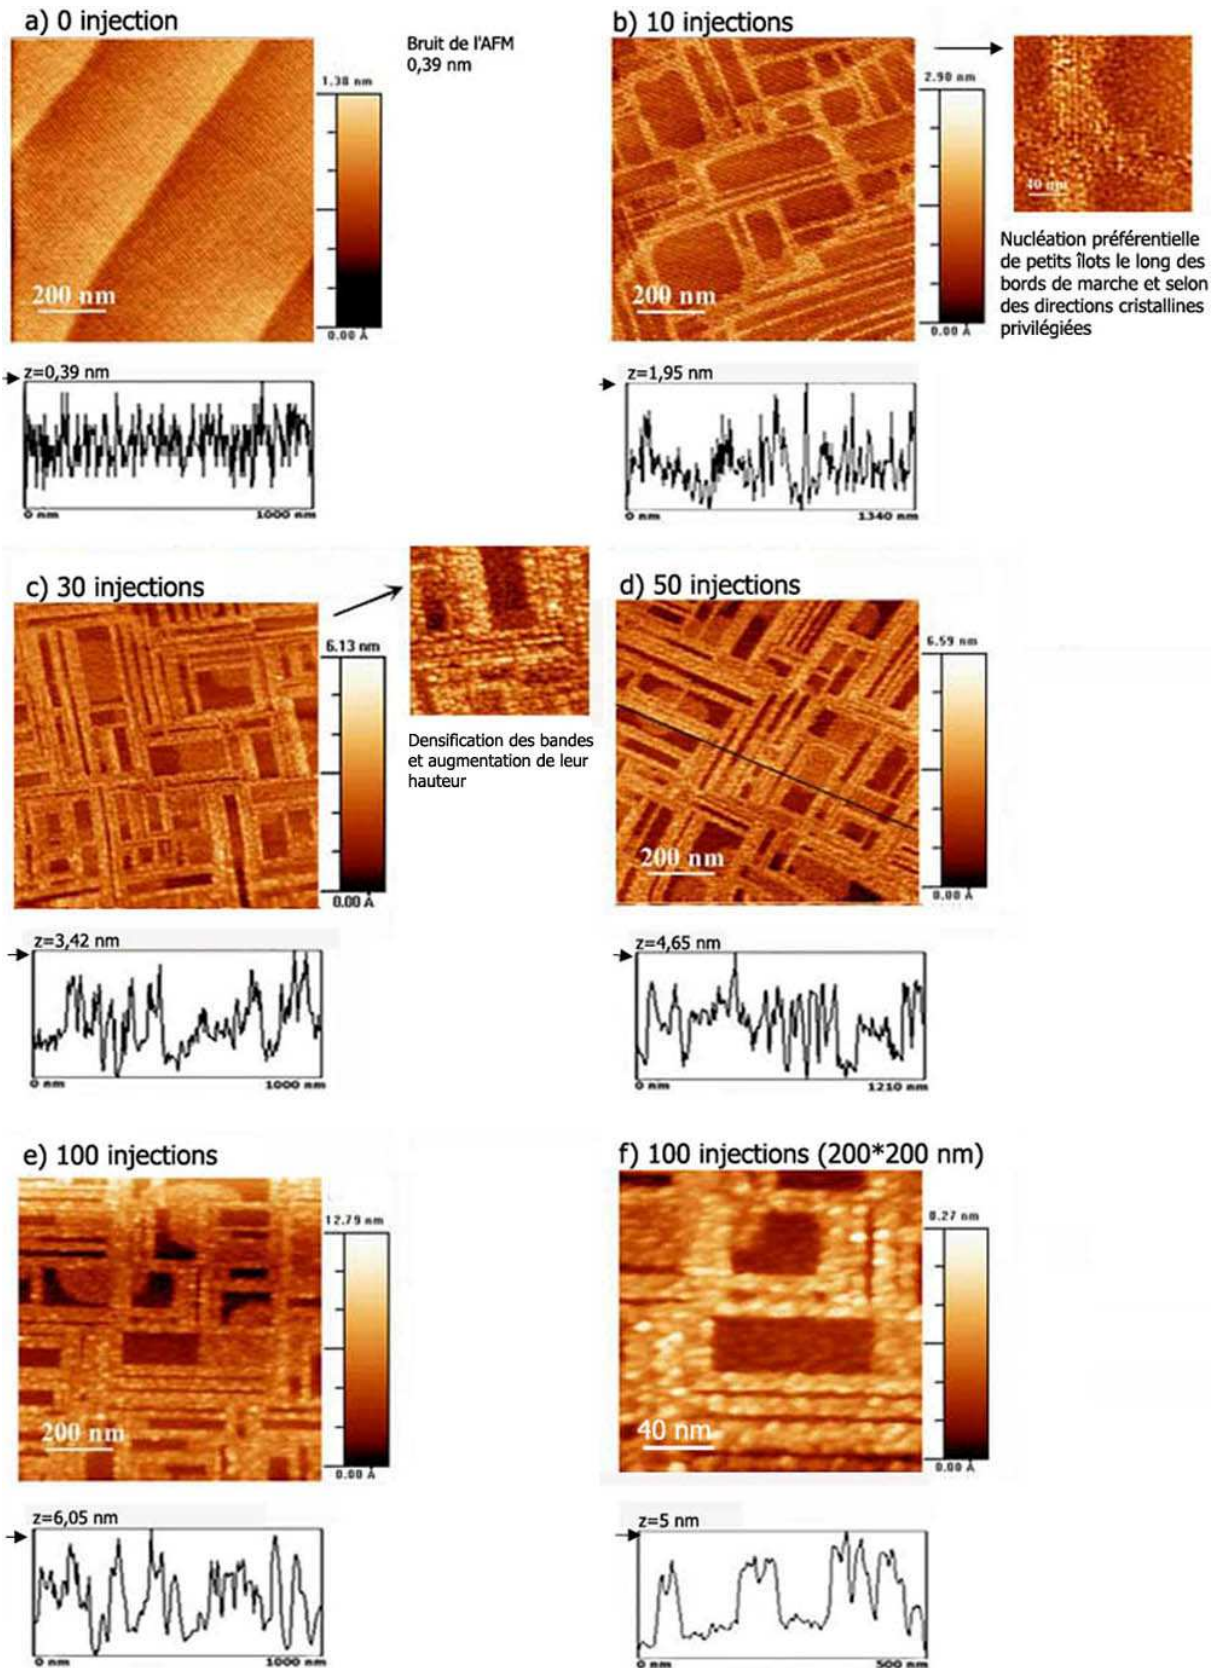 a) 0 injection
Bruit de l'AFM
0,39 nm
1.38 nm
200 nm
0.00 Å
z=0,39 nm
0 nm
1000 nm
b) 10 injections
2.90 nm
200 nm
0.00 Å
40 nm
Nucléation préférentielle
de petits îlots le long des
bords de marche et selon
des directions cristallines
privilégiées
z=1,95 nm
0 nm
1340 nm
c) 30 injections
6.13 nm
0.00 Å
Densification des bandes
et augmentation de leur
hauteur
z=3,42 nm
0 nm
1000 nm
d) 50 injections
6.59 nm
200 nm
0.00 Å
z=4,65 nm
0 nm
1210 nm
e) 100 injections
12.79 nm
200 nm
0.00 Å
z=6,05 nm
0 nm
1000 nm
f) 100 injections (200*200 nm)
8.27 nm
40 nm
0.00 Å
z=5 nm
0 nm
500 nm